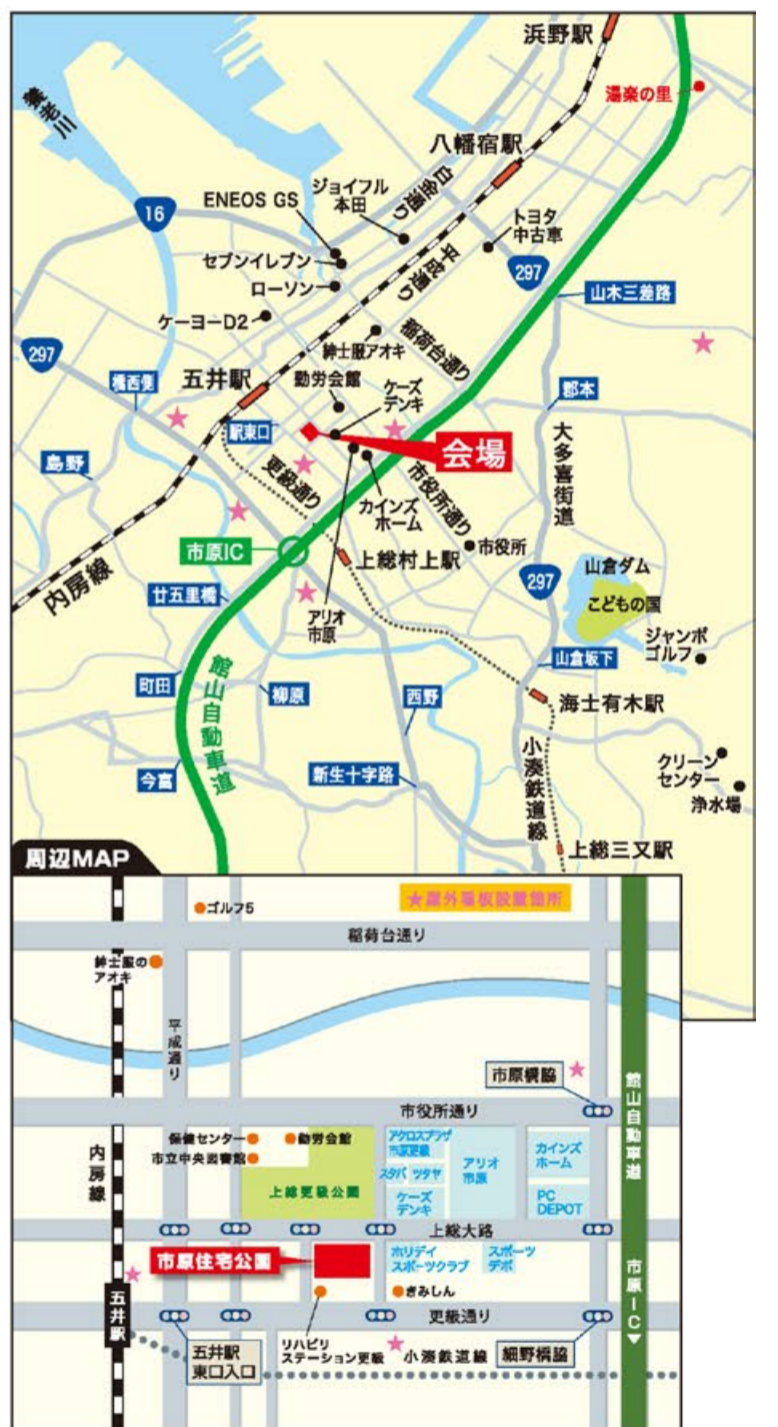 浜野駅
湯楽の里
養老川
八幡宿駅
白金通り
ジョイフル
本田
ENEOS GS
16
トヨタ
中古車
セブンイレブン
平成通り
297
ローソン
山木三差路
ケーヨーD2
稲荷台通り
紳士服アオキ
297
五井駅
勤労会館
橋西側
ケーズ
デンキ
郡本
駅東口
会場
大多喜街道
島野
更級通り
市役所通り
カインズ
ホーム
市原IC
市役所
上総村上駅
内房線
山倉ダム
297
廿五里橋
こどもの国
アリオ
市原
ジャンボ
ゴルフ
山倉坂下
館山自動車道
町田
柳原
西野
海士有木駅
小湊鉄道線
クリーン
センター
今富
新生十字路
浄水場
上総三又駅
周辺MAP
★屋外看板設置箇所
ゴルフ5
稲荷台通り
紳士服の
アオキ
平成通り
市原橋脇
館山自動車道
市役所通り
内房線
保健センター
勤労会館
アクロスプラザ
市原更級
アリオ
市原
カインズ
ホーム
市立中央図書館
スタバ
ツタヤ
上総更級公園
ケーズ
デンキ
PC
DEPOT
上総大路
市原住宅公園
ホリデイ
スポーツクラブ
スポーツ
デポ
市原IC▼
五井駅
ぎみしん
更級通り
五井駅
東口入口
リハビリ
ステーション更級
小湊鉄道線
細野橋脇